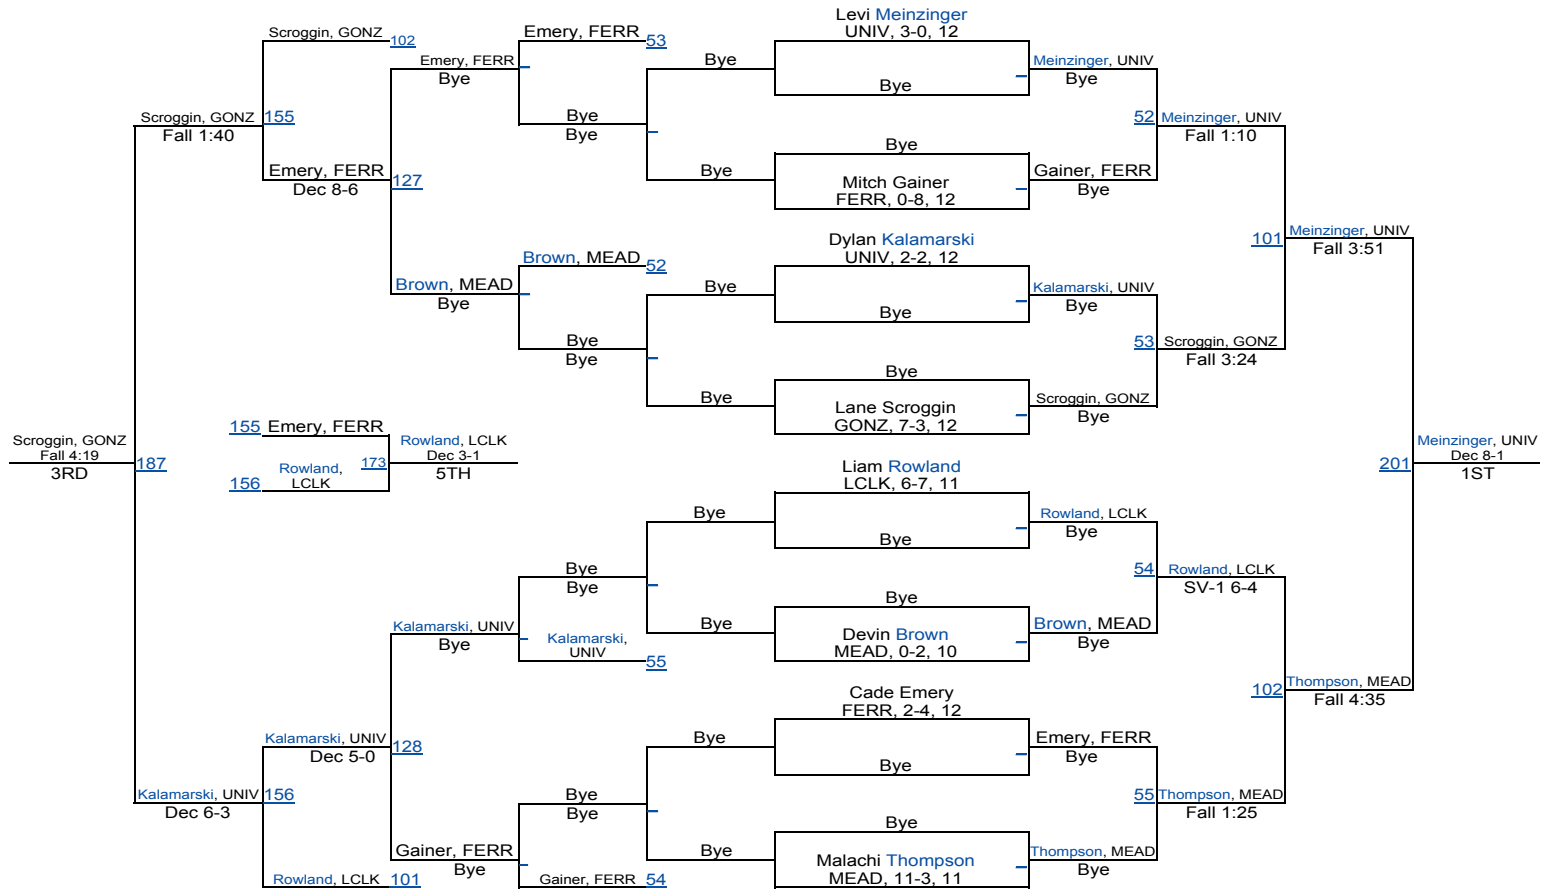 Levi Meinzinger
UNIV, 3-0, 12
Scroggin, GONZ 102
Emery, FERR 53
Emery, FERR
Bye
Bye
Bye
Meinzinger, UNIV
Bye
Scroggin, GONZ
Fall 1:40
155
Bye
Bye
52
Meinzinger, UNIV
Fall 1:10
Bye
Emery, FERR
Dec 8-6
127
Bye
Mitch Gainer
FERR, 0-8, 12
Gainer, FERR
Bye
Dylan Kalamarski
UNIV, 2-2, 12
101
Meinzinger, UNIV
Fall 3:51
Brown, MEAD 52
Brown, MEAD
Bye
Bye
Bye
Kalamarski, UNIV
Bye
Bye
Bye
53
Scroggin, GONZ
Fall 3:24
Bye
Bye
Lane Scroggin
GONZ, 7-3, 12
Scroggin, GONZ
Bye
155 Emery, FERR
Scroggin, GONZ
Fall 4:19
3RD
187
Rowland,
LCLK
156
173
Rowland, LCLK
Dec 3-1
5TH
Liam Rowland
LCLK, 6-7, 11
201
Meinzinger, UNIV
Dec 8-1
1ST
Bye
Bye
Rowland, LCLK
Bye
Bye
Bye
54
Rowland, LCLK
SV-1 6-4
Bye
Kalamarski, UNIV
Bye
Kalamarski,
UNIV
55
Bye
Devin Brown
MEAD, 0-2, 10
Brown, MEAD
Bye
Cade Emery
FERR, 2-4, 12
102
Thompson, MEAD
Fall 4:35
Kalamarski, UNIV
Dec 5-0
128
Bye
Bye
Emery, FERR
Bye
Kalamarski, UNIV
Dec 6-3
156
Bye
Bye
55
Thompson, MEAD
Fall 1:25
Bye
Gainer, FERR
Bye
Bye
Malachi Thompson
MEAD, 11-3, 11
Thompson, MEAD
Bye
Rowland, LCLK 101
Gainer, FERR 54